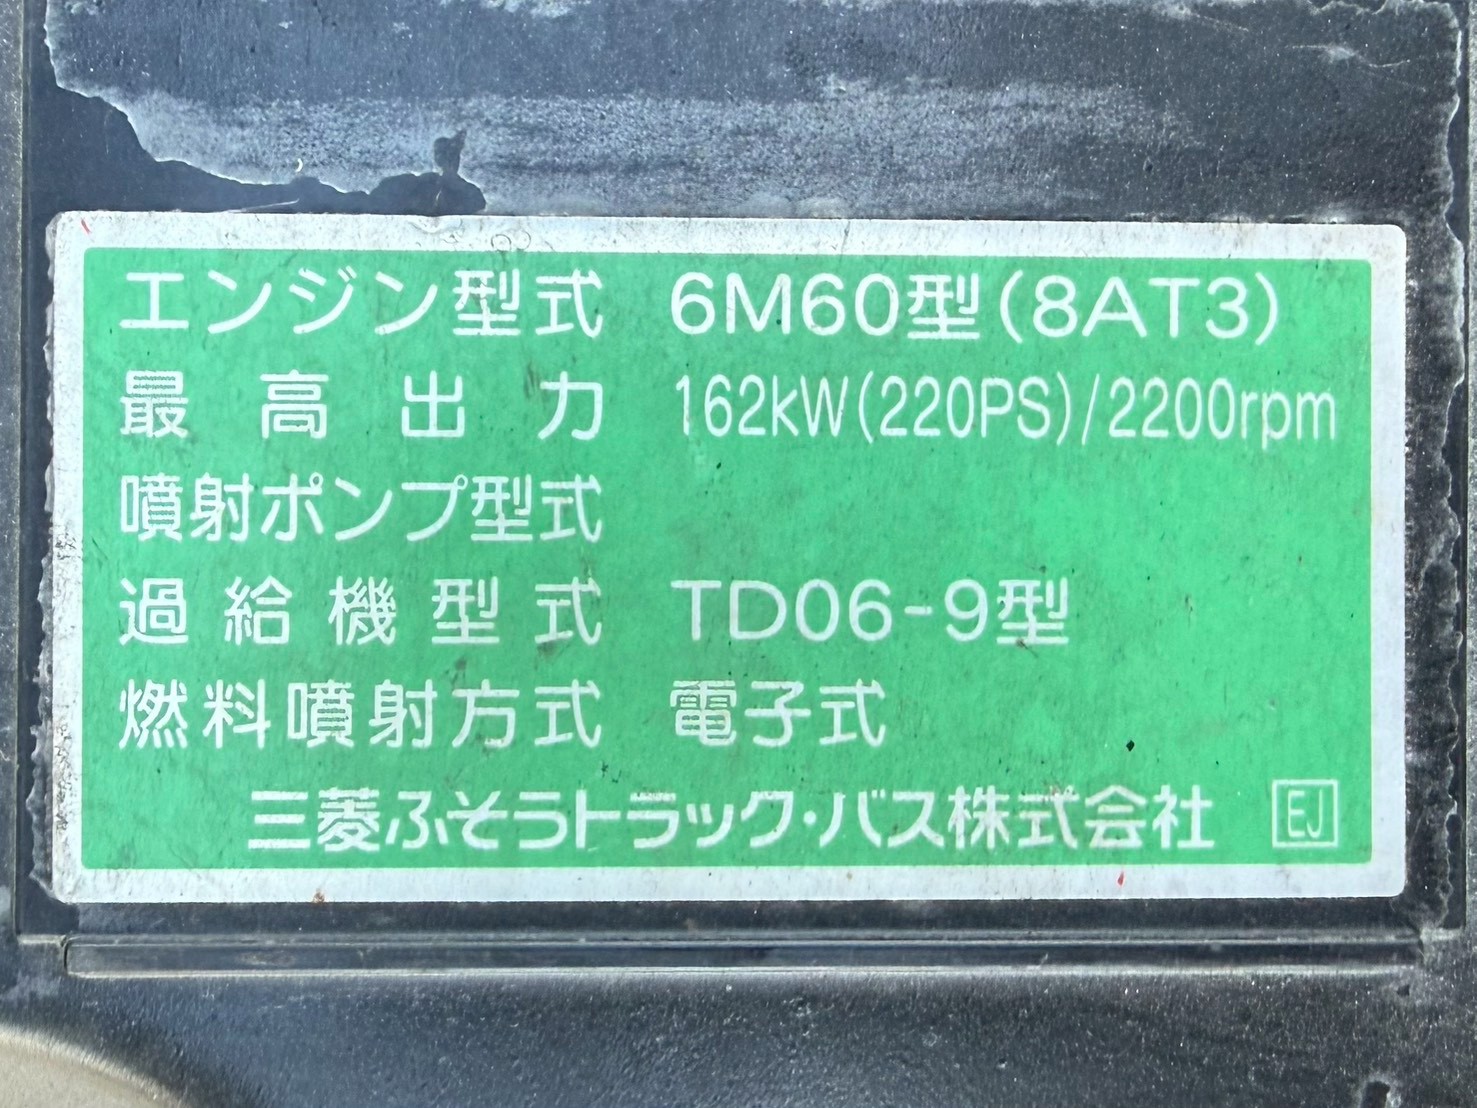 エンジン型式 6M60型(8AT3)
最高出力 162kW(220PS)/2200rpm
噴射ポンプ型式
過給機型式 TD06-9型
燃料噴射方式 電子式
三菱ふそうトラック・バス株式会社 EJ